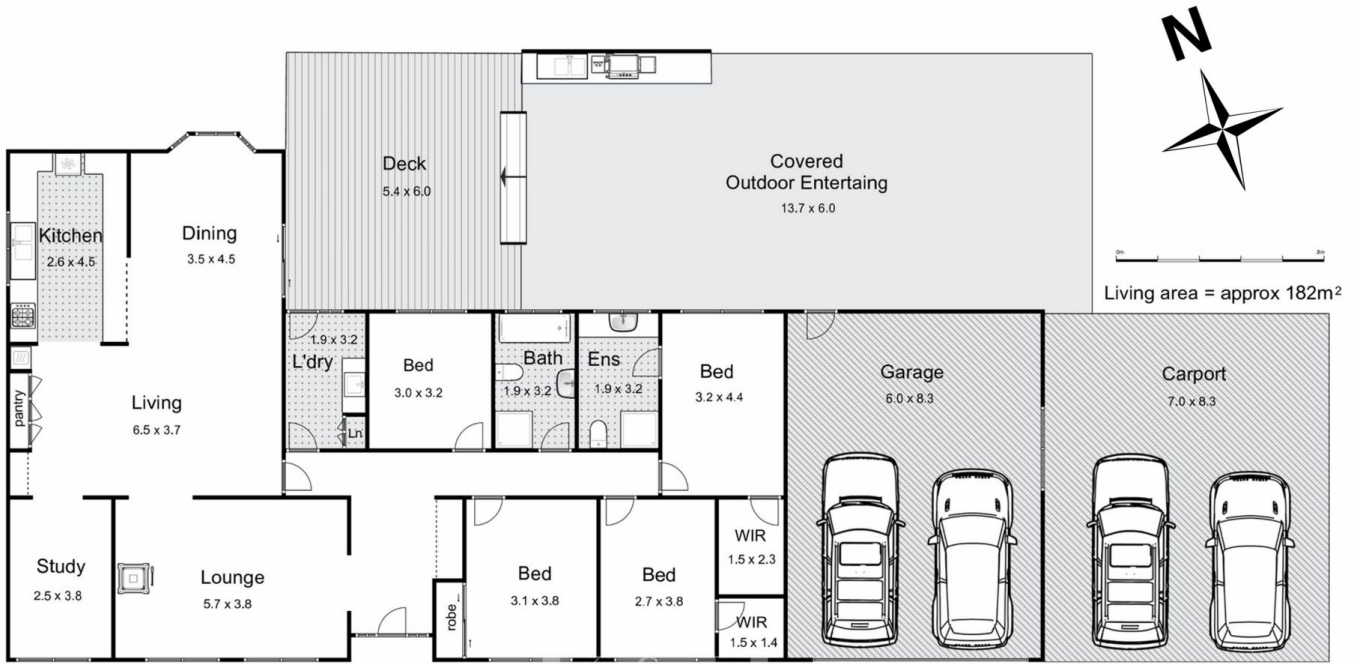 N
Deck
5.4 x 6.0
Covered
Outdoor Entertaing
13.7 x 6.0
Kitchen
2.6 x 4.5
Dining
3.5 x 4.5
0m
5m
Living area = approx 182m²
1.9 x 3.2
L'dry
Bed
3.0 x 3.2
Bath
1.9 x 3.2
Ens
1.9 x 3.2
Bed
3.2 x 4.4
Garage
6.0 x 8.3
Carport
7.0 x 8.3
pantry
Living
6.5 x 3.7
Ln
Study
2.5 x 3.8
Lounge
5.7 x 3.8
robe
Bed
3.1 x 3.8
Bed
2.7 x 3.8
WIR
1.5 x 2.3
WIR
1.5 x 1.4